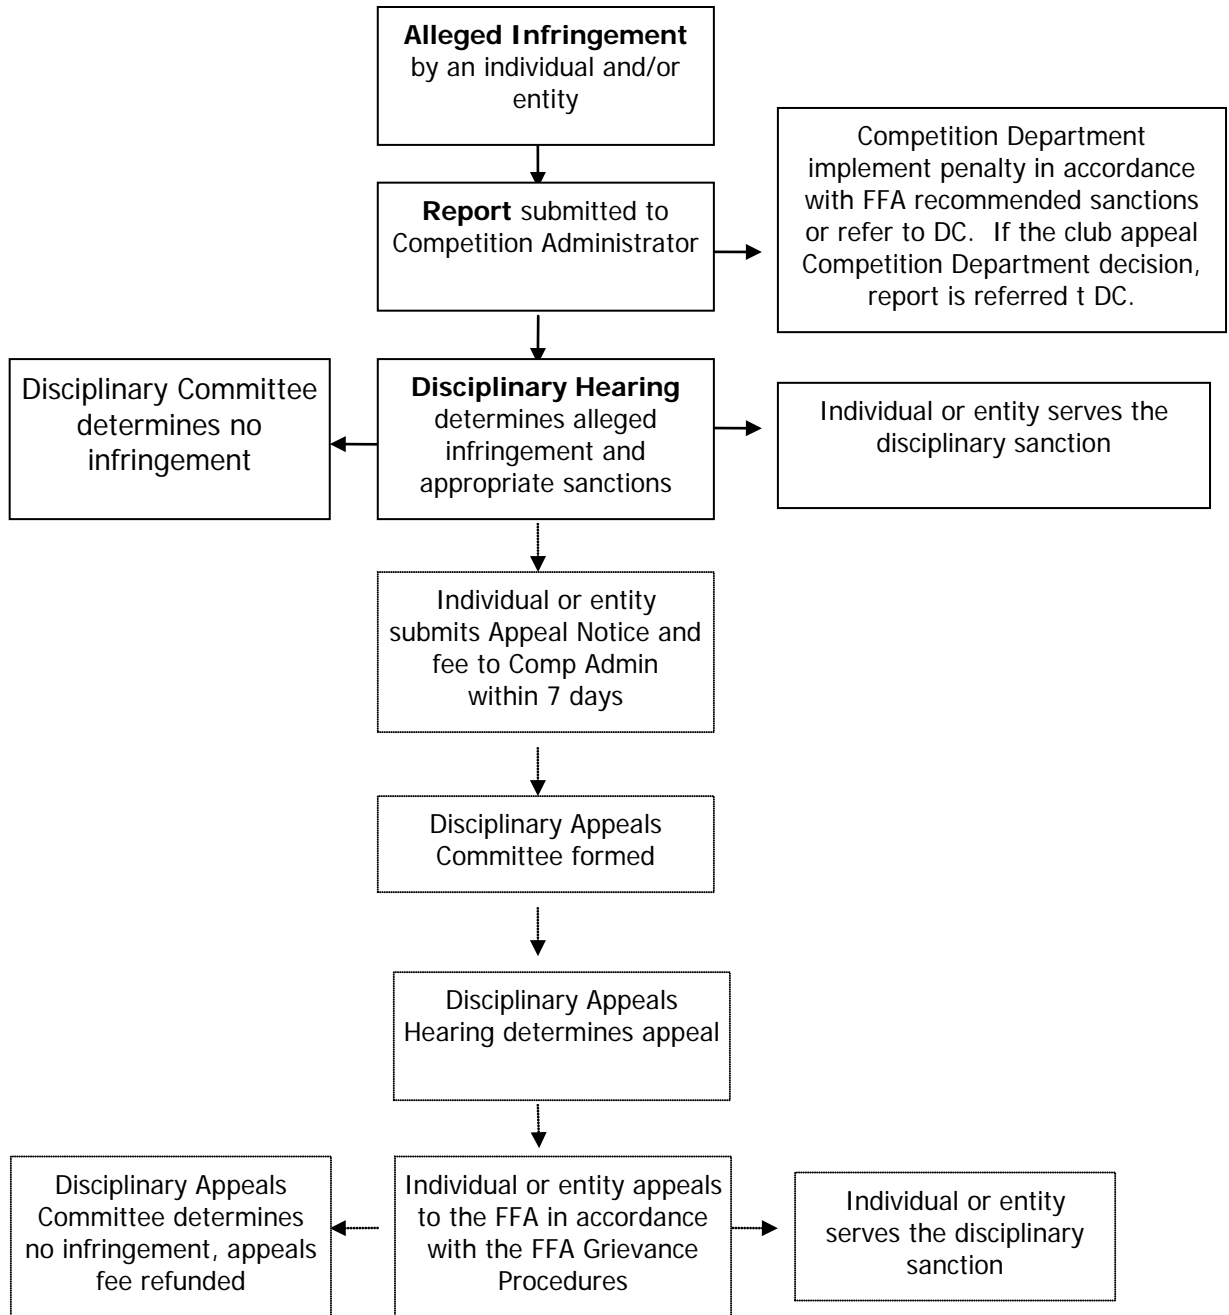 Alleged Infringement
by an individual and/or
entity
Competition Department
implement penalty in accordance
with FFA recommended sanctions
or refer to DC. If the club appeal
Competition Department decision,
report is referred t DC.
Report submitted to
Competition Administrator
Disciplinary Committee
determines no
infringement
Disciplinary Hearing
determines alleged
infringement and
appropriate sanctions
Individual or entity serves the
disciplinary sanction
Individual or entity
submits Appeal Notice and
fee to Comp Admin
within 7 days
Disciplinary Appeals
Committee formed
Disciplinary Appeals
Hearing determines appeal
Disciplinary Appeals
Committee determines
no infringement, appeals
fee refunded
Individual or entity appeals
to the FFA in accordance
with the FFA Grievance
Procedures
Individual or entity
serves the disciplinary
sanction